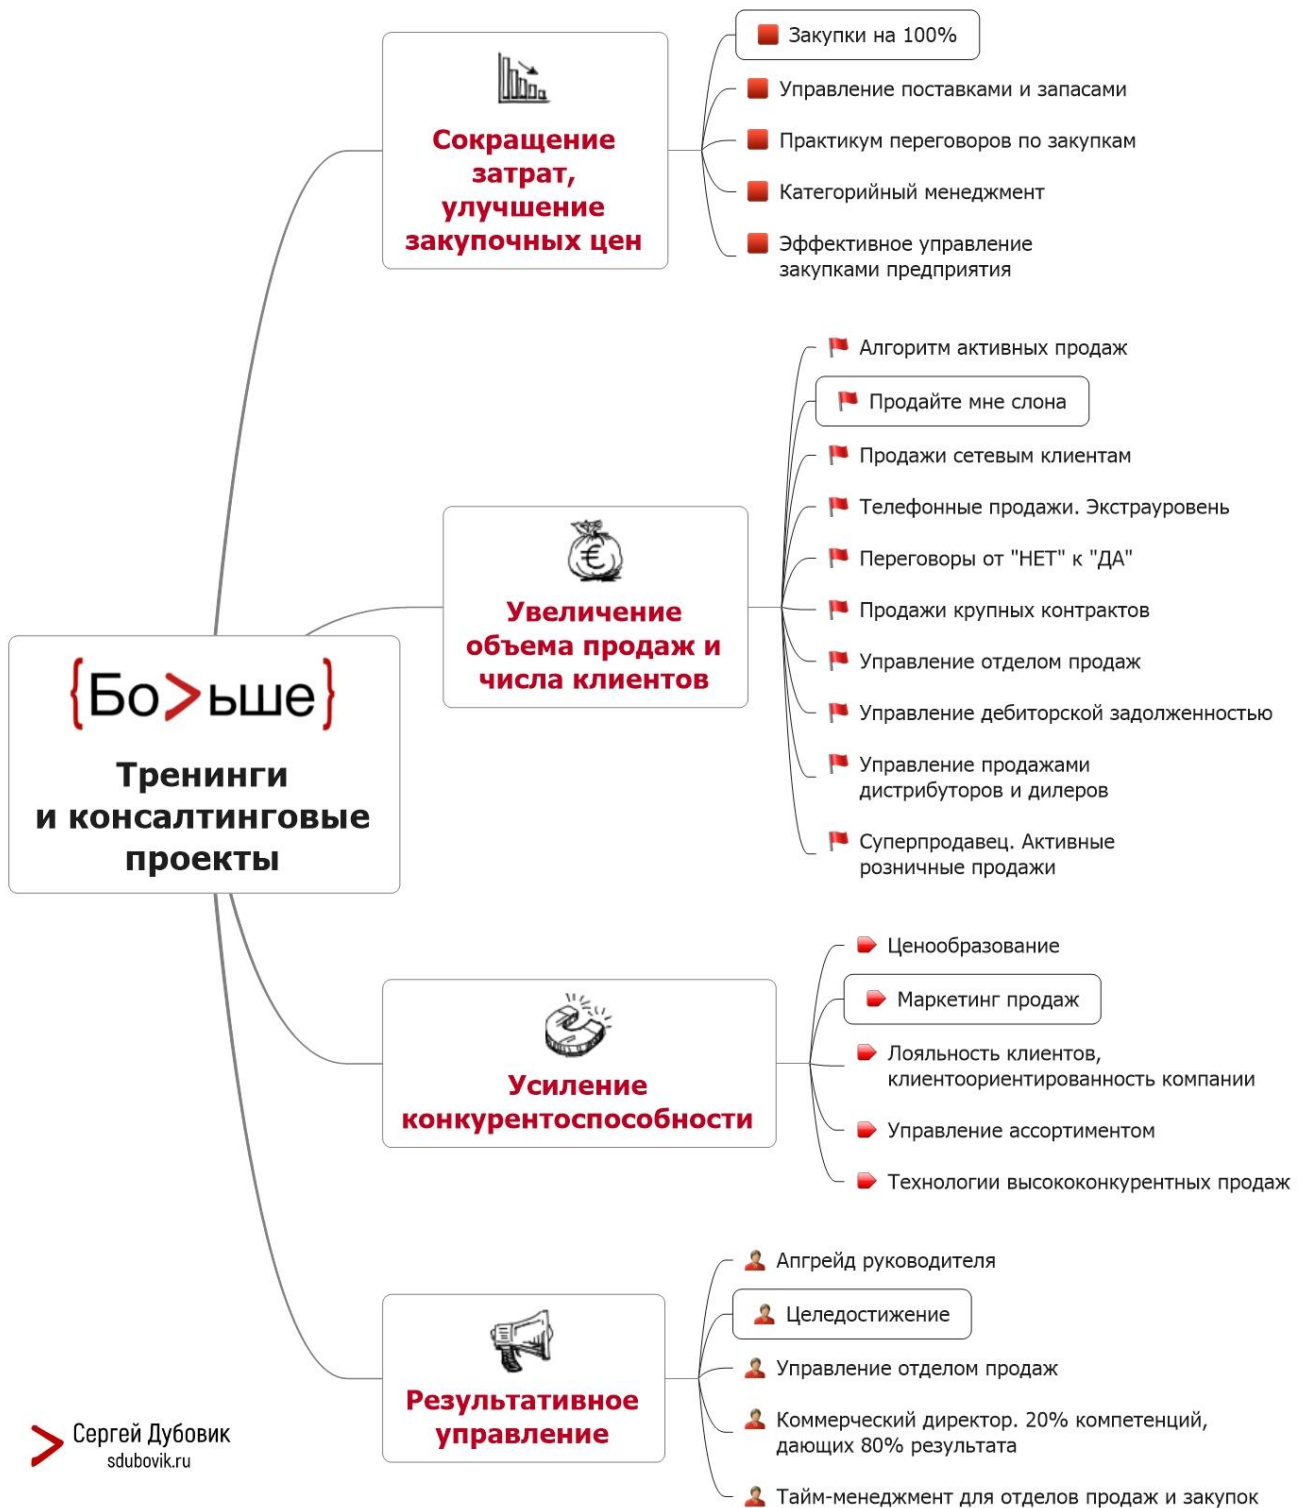 {Бо>ьше}
Тренинги
и консалтинговые
проекты
Сокращение
затрат,
улучшение
закупочных цен
Закупки на 100%
Управление поставками и запасами
Практикум переговоров по закупкам
Категорийный менеджмент
Эффективное управление
закупками предприятия
€
Увеличение
объема продаж и
числа клиентов
Алгоритм активных продаж
Продайте мне слона
Продажи сетевым клиентам
Телефонные продажи. Экстрауровень
Переговоры от "НЕТ" к "ДА"
Продажи крупных контрактов
Управление отделом продаж
Управление дебиторской задолженностью
Управление продажами
дистрибуторов и дилеров
Суперпродавец. Активные
розничные продажи
Усиление
конкурентоспособности
Ценообразование
Маркетинг продаж
Лояльность клиентов,
клиентоориентированность компании
Управление ассортиментом
Технологии высококонкурентных продаж
Результативное
управление
Апгрейд руководителя
Целедостижение
Управление отделом продаж
Коммерческий директор. 20% компетенций,
дающих 80% результата
Тайм-менеджмент для отделов продаж и закупок
Сергей Дубовик
sdubovik.ru